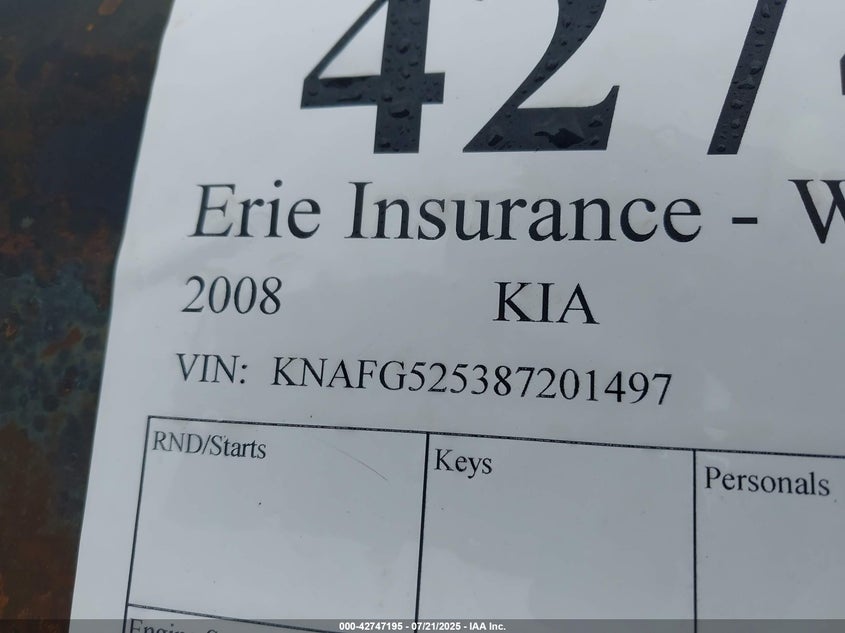 427
Erie Insurance - W
2008 KIA
VIN: KNAFG525387201497
RND/Starts Keys Personals
000-42747195 - 07/21/2025 - IAA Inc.